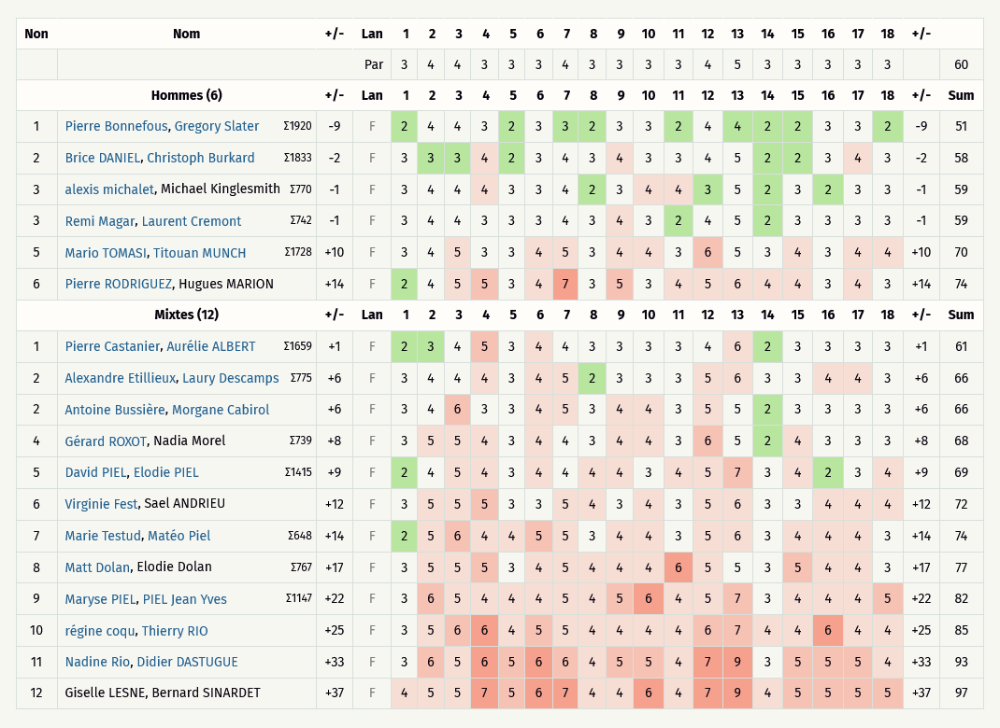 Non Nom +/- Lan 1 2 3 4 5 6 7 8 9 10 11 12 13 14 15 16 17 18 +/-
Par 3 4 4 3 3 3 4 3 3 3 3 4 5 3 3 3 3 3 60
Hommes (6) +/- Lan 1 2 3 4 5 6 7 8 9 10 11 12 13 14 15 16 17 18 +/- Sum
1 Pierre Bonnefous, Gregory Slater Σ1920 -9 F 2 4 4 3 2 3 3 2 3 3 2 4 4 2 2 3 3 2 -9 51
2 Brice DANIEL, Christoph Burkard Σ1833 -2 F 3 3 3 4 2 3 4 3 4 3 3 4 5 2 2 3 4 3 -2 58
3 alexis michalet, Michael Kinglesmith Σ770 -1 F 3 4 4 4 3 3 4 2 3 4 4 3 5 2 3 2 3 3 -1 59
3 Remi Magar, Laurent Cremont Σ742 -1 F 3 4 4 3 3 3 4 3 4 3 2 4 5 2 3 3 3 3 -1 59
5 Mario TOMASI, Titouan MUNCH Σ1728 +10 F 3 4 5 3 3 4 5 3 4 4 3 6 5 3 4 3 4 4 +10 70
6 Pierre RODRIGUEZ, Hugues MARION +14 F 2 4 5 5 3 4 7 3 5 3 4 5 6 4 4 3 4 3 +14 74
Mixtes (12) +/- Lan 1 2 3 4 5 6 7 8 9 10 11 12 13 14 15 16 17 18 +/- Sum
1 Pierre Castanier, Aurélie ALBERT Σ1659 +1 F 2 3 4 5 3 4 4 3 3 3 3 4 6 2 3 3 3 3 +1 61
2 Alexandre Etillieux, Laury Descamps Σ775 +6 F 3 4 4 4 3 4 5 2 3 3 3 5 6 3 3 4 4 3 +6 66
2 Antoine Bussière, Morgane Cabirol +6 F 3 4 6 3 3 4 5 3 4 4 3 5 5 2 3 3 3 3 +6 66
4 Gérard ROXOT, Nadia Morel Σ739 +8 F 3 5 5 4 3 4 4 3 4 4 3 6 5 2 4 3 3 3 +8 68
5 David PIEL, Elodie PIEL Σ1415 +9 F 2 4 5 4 3 4 4 4 4 3 4 5 7 3 4 2 3 4 +9 69
6 Virginie Fest, Sael ANDRIEU +12 F 3 5 5 5 3 3 5 4 3 4 3 5 6 3 3 4 4 4 +12 72
7 Marie Testud, Matéo Piel Σ648 +14 F 2 5 6 4 4 5 5 3 4 4 3 5 6 3 4 4 4 3 +14 74
8 Matt Dolan, Elodie Dolan Σ767 +17 F 3 5 5 5 3 4 5 4 4 4 6 5 5 3 5 4 4 3 +17 77
9 Maryse PIEL, PIEL Jean Yves Σ1147 +22 F 3 6 5 4 4 4 5 4 5 6 4 5 7 3 4 4 4 5 +22 82
10 régine coqu, Thierry RIO +25 F 3 5 6 6 4 5 5 4 4 4 4 6 7 4 4 6 4 4 +25 85
11 Nadine Rio, Didier DASTUGUE +33 F 3 6 5 6 5 6 6 4 5 5 4 7 9 3 5 5 5 4 +33 93
12 Giselle LESNE, Bernard SINARDET +37 F 4 5 5 7 5 6 7 4 4 6 4 7 9 4 5 5 5 5 +37 97